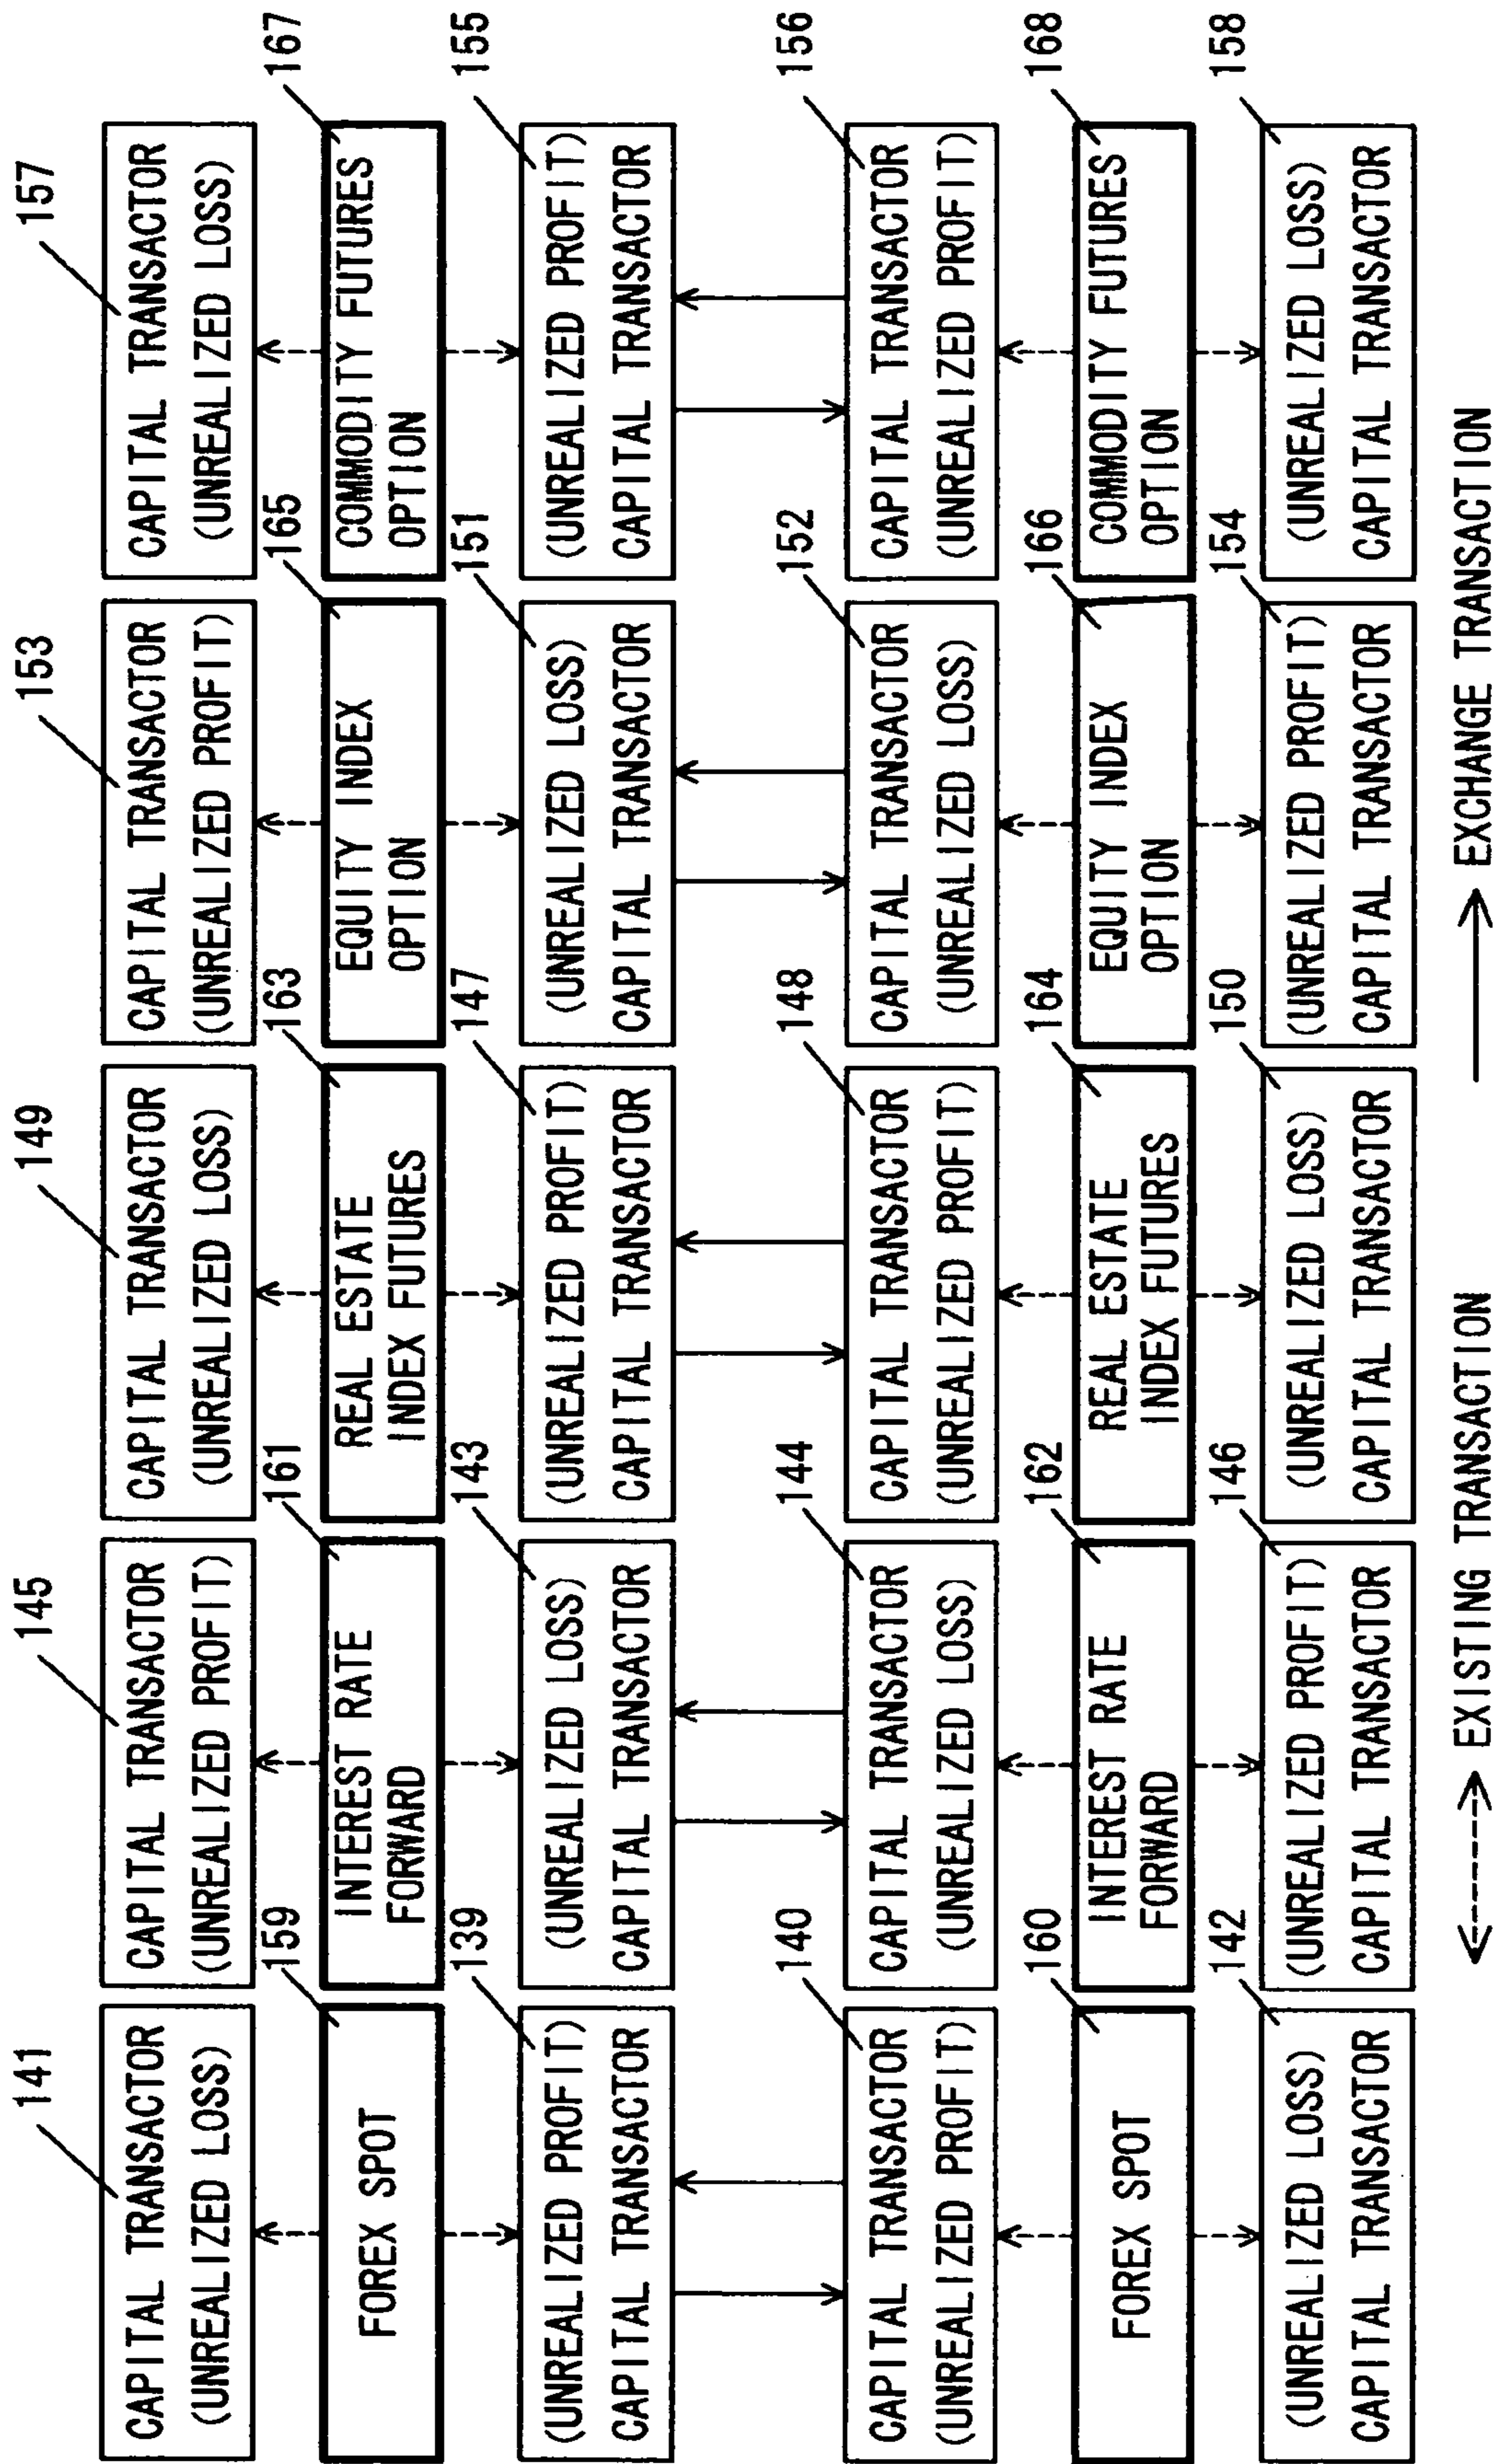 141
145
149
153
157
CAPITAL TRANSACTOR
(UNREALIZED LOSS)
CAPITAL TRANSACTOR
(UNREALIZED PROFIT)
CAPITAL TRANSACTOR
(UNREALIZED LOSS)
CAPITAL TRANSACTOR
(UNREALIZED PROFIT)
CAPITAL TRANSACTOR
(UNREALIZED LOSS)
159
161
163
165
167
FOREX SPOT
INTEREST RATE
FORWARD
REAL ESTATE
INDEX FUTURES
EQUITY INDEX
OPTION
COMMODITY FUTURES
OPTION
139
143
147
151
155
(UNREALIZED PROFIT)
CAPITAL TRANSACTOR
(UNREALIZED LOSS)
CAPITAL TRANSACTOR
(UNREALIZED PROFIT)
CAPITAL TRANSACTOR
(UNREALIZED LOSS)
CAPITAL TRANSACTOR
(UNREALIZED PROFIT)
CAPITAL TRANSACTOR
140
144
148
152
156
CAPITAL TRANSACTOR
(UNREALIZED PROFIT)
CAPITAL TRANSACTOR
(UNREALIZED LOSS)
CAPITAL TRANSACTOR
(UNREALIZED PROFIT)
CAPITAL TRANSACTOR
(UNREALIZED LOSS)
CAPITAL TRANSACTOR
(UNREALIZED PROFIT)
160
162
164
166
168
FOREX SPOT
INTEREST RATE
FORWARD
REAL ESTATE
INDEX FUTURES
EQUITY INDEX
OPTION
COMMODITY FUTURES
OPTION
142
146
150
154
158
(UNREALIZED LOSS)
CAPITAL TRANSACTOR
(UNREALIZED PROFIT)
CAPITAL TRANSACTOR
(UNREALIZED LOSS)
CAPITAL TRANSACTOR
(UNREALIZED PROFIT)
CAPITAL TRANSACTOR
(UNREALIZED LOSS)
CAPITAL TRANSACTOR
EXISTING TRANSACTION
EXCHANGE TRANSACTION